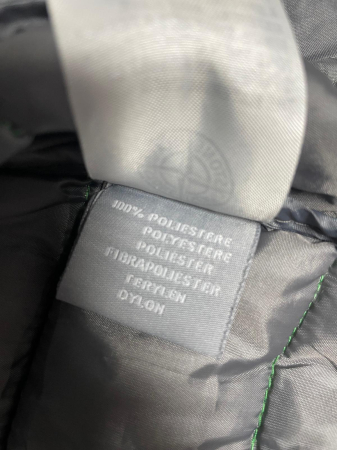 100% POLIESTERE
POLYESTERE
POLIESTER
FIBRAPOLIESTER
TERYLEN
DYLON